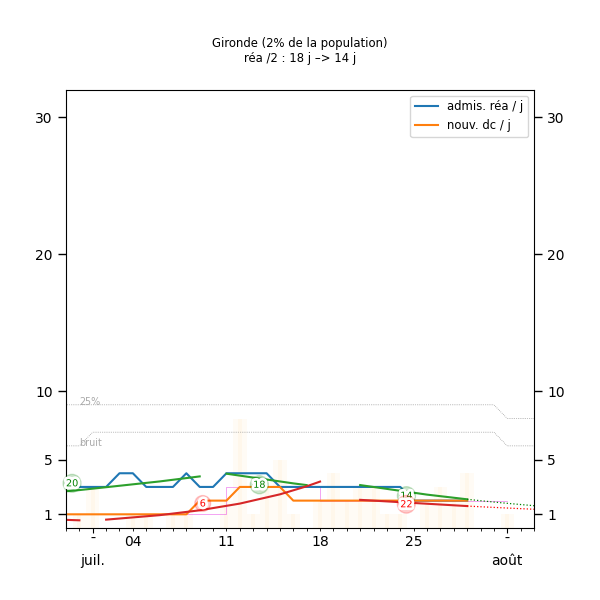 Gironde (2% de la population)
réa /2 : 18 j –> 14 j
admis. réa / j
nouv. dc / j
30 30
20 20
10 10
25%
bruit
5 5
20
18
6
14
22
1 1
- 04 11 18 25 -
juil. août